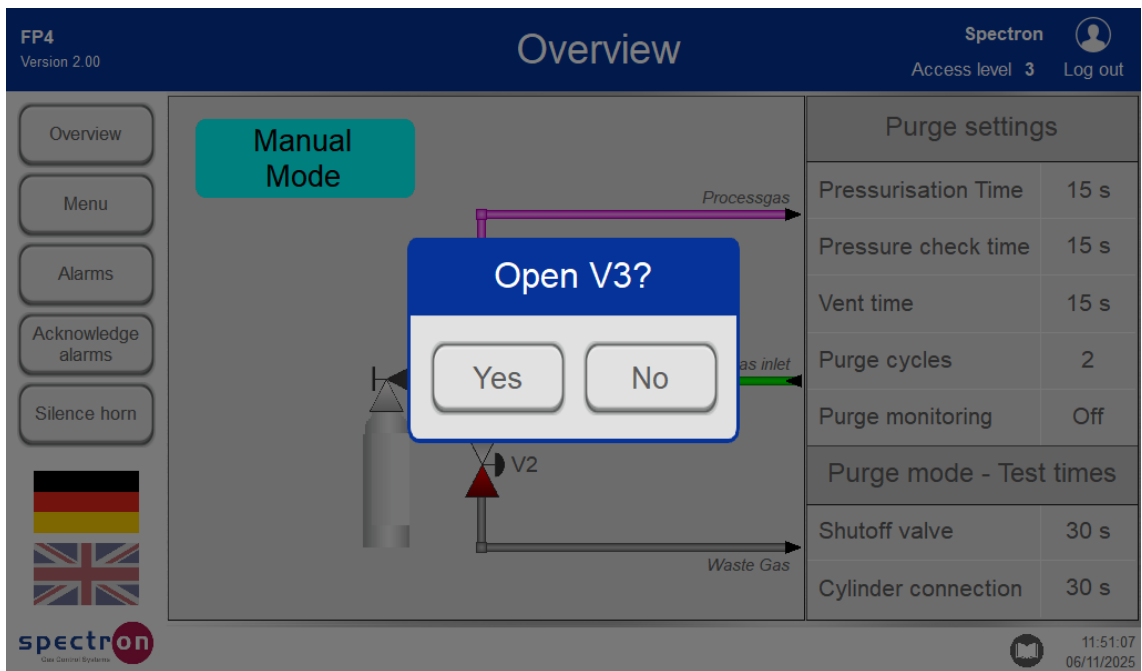 FP4
Version 2.00
Overview
Spectron
Access level 3
Log out
Overview
Menu
Alarms
Acknowledge
alarms
Silence horn
Manual
Mode
Processgas
Open V3?
Yes
No
as inlet
V2
Waste Gas
Purge settings
Pressurisation Time 15 s
Pressure check time 15 s
Vent time 15 s
Purge cycles 2
Purge monitoring Off
Purge mode - Test times
Shutoff valve 30 s
Cylinder connection 30 s
spectron
Gas Control Systems
11:51:07
06/11/2025